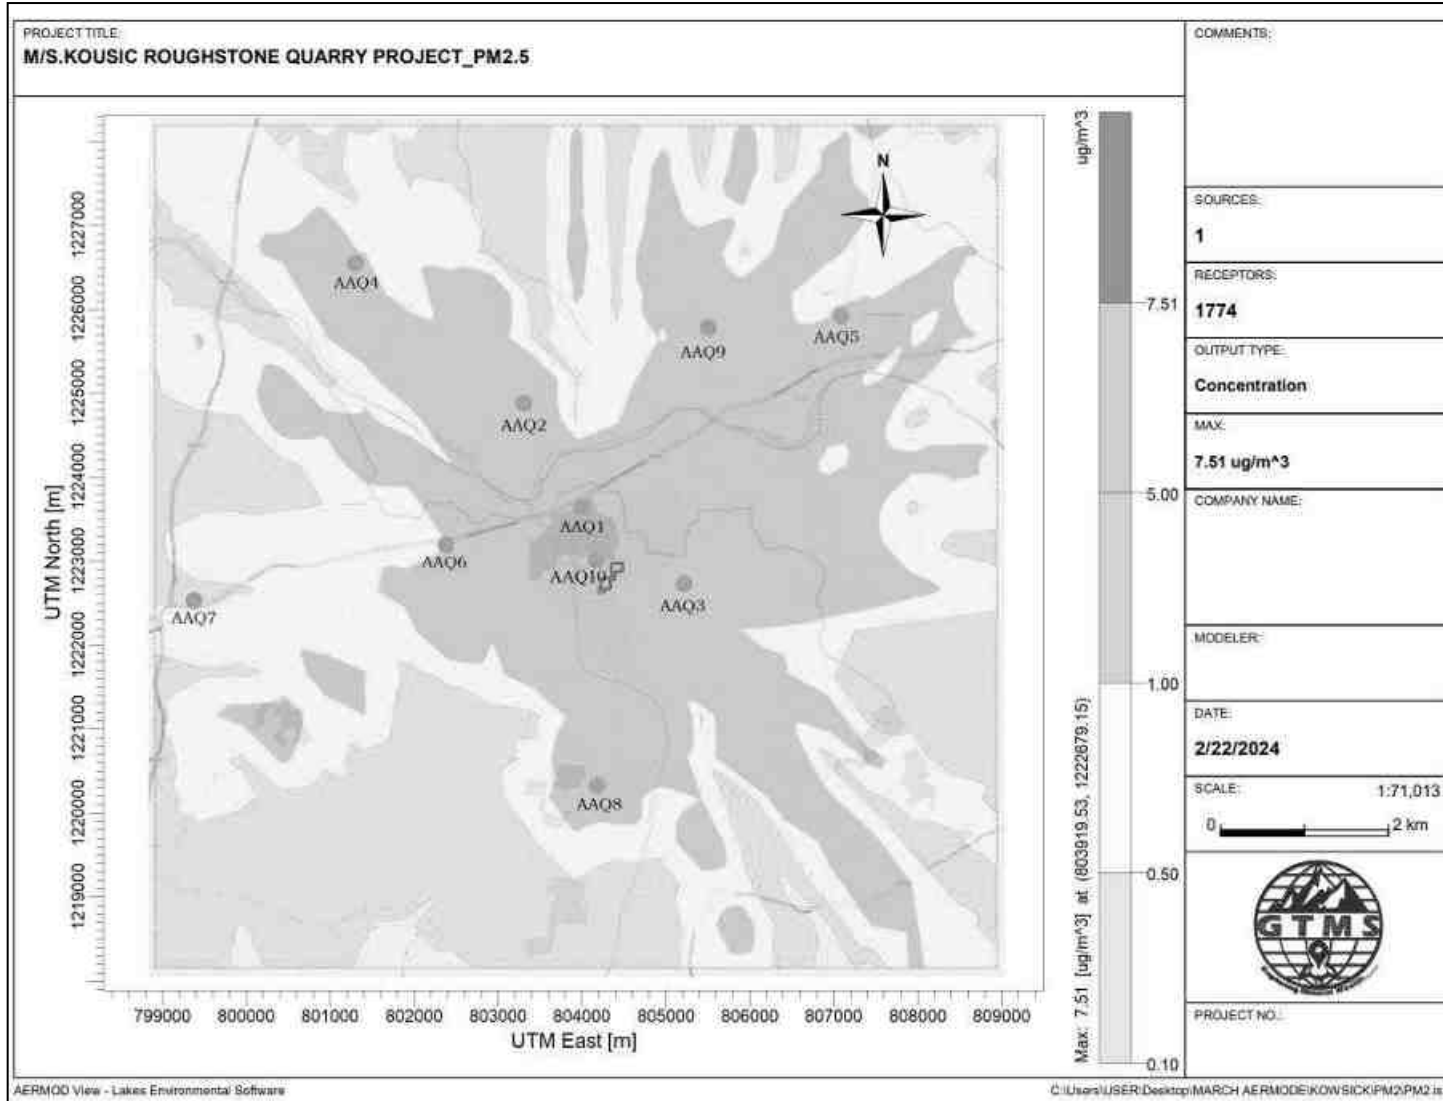 PROJECT TITLE:
M/S.KOUSIC ROUGHSTONE QUARRY PROJECT_PM2.5
COMMENTS:
SOURCES:
1
RECEPTORS:
1774
OUTPUT TYPE:
Concentration
MAX:
7.51 ug/m^3
COMPANY NAME:
MODELER:
DATE:
2/22/2024
SCALE:
1:71,013
0
2 km
GTMS
PROJECT NO.:
N
AAQ4
AAQ9
AAQ5
AAQ2
AAQ1
AAQ6
AAQ10
AAQ3
AAQ7
AAQ8
UTM North [m]
1227000
1226000
1225000
1224000
1223000
1222000
1221000
1220000
1219000
799000 800000 801000 802000 803000 804000 805000 806000 807000 808000 809000
UTM East [m]
ug/m^3
7.51
5.00
1.00
0.50
0.10
Max: 7.51 [ug/m^3] at (803919.53, 1222679.15)
AERMOD View - Lakes Environmental Software
C:\Users\USER\Desktop\MARCH AERMODE\KOWSICK\PM2\PM2.is